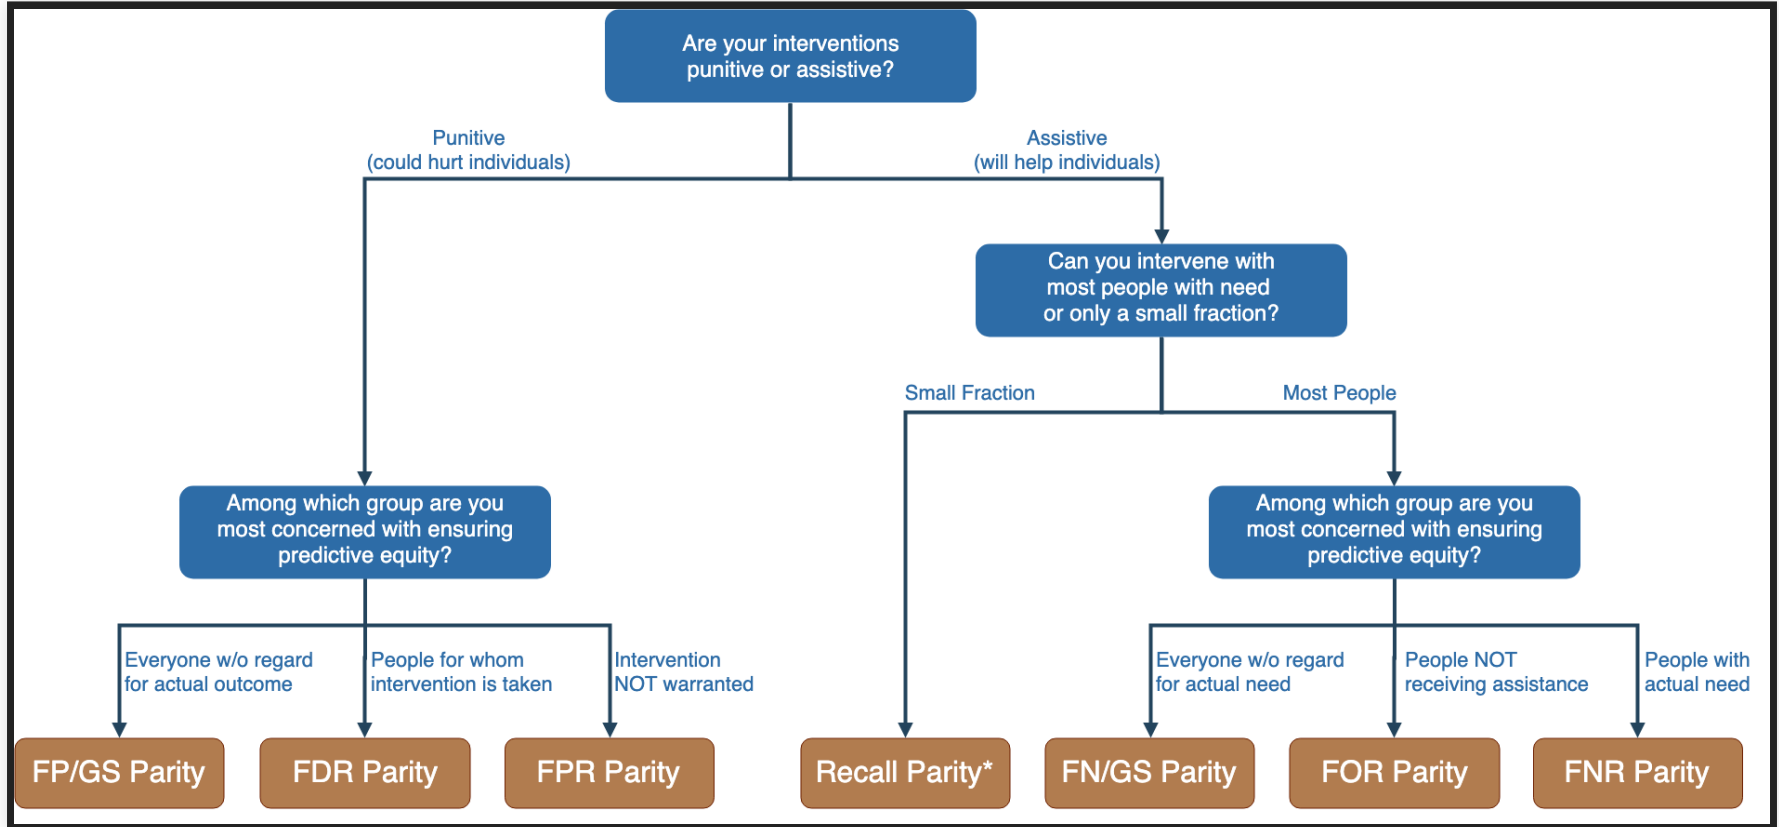 Are your interventions
punitive or assistive?
Punitive
(could hurt individuals)
Assistive
(will help individuals)
Can you intervene with
most people with need
or only a small fraction?
Small Fraction
Most People
Among which group are you
most concerned with ensuring
predictive equity?
Among which group are you
most concerned with ensuring
predictive equity?
Everyone w/o regard
for actual outcome
People for whom
intervention is taken
Intervention
NOT warranted
Everyone w/o regard
for actual need
People NOT
receiving assistance
People with
actual need
FP/GS Parity
FDR Parity
FPR Parity
Recall Parity*
FN/GS Parity
FOR Parity
FNR Parity